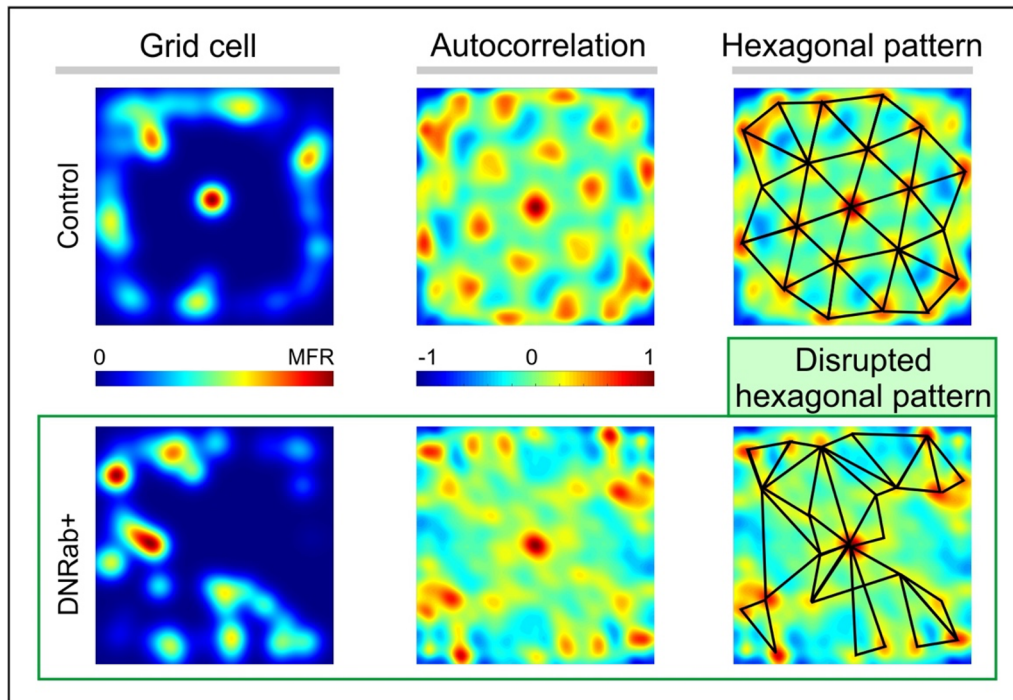 Grid cell
Autocorrelation
Hexagonal pattern
Control
0
MFR
-1
0
1
Disrupted
hexagonal pattern
DNRab+